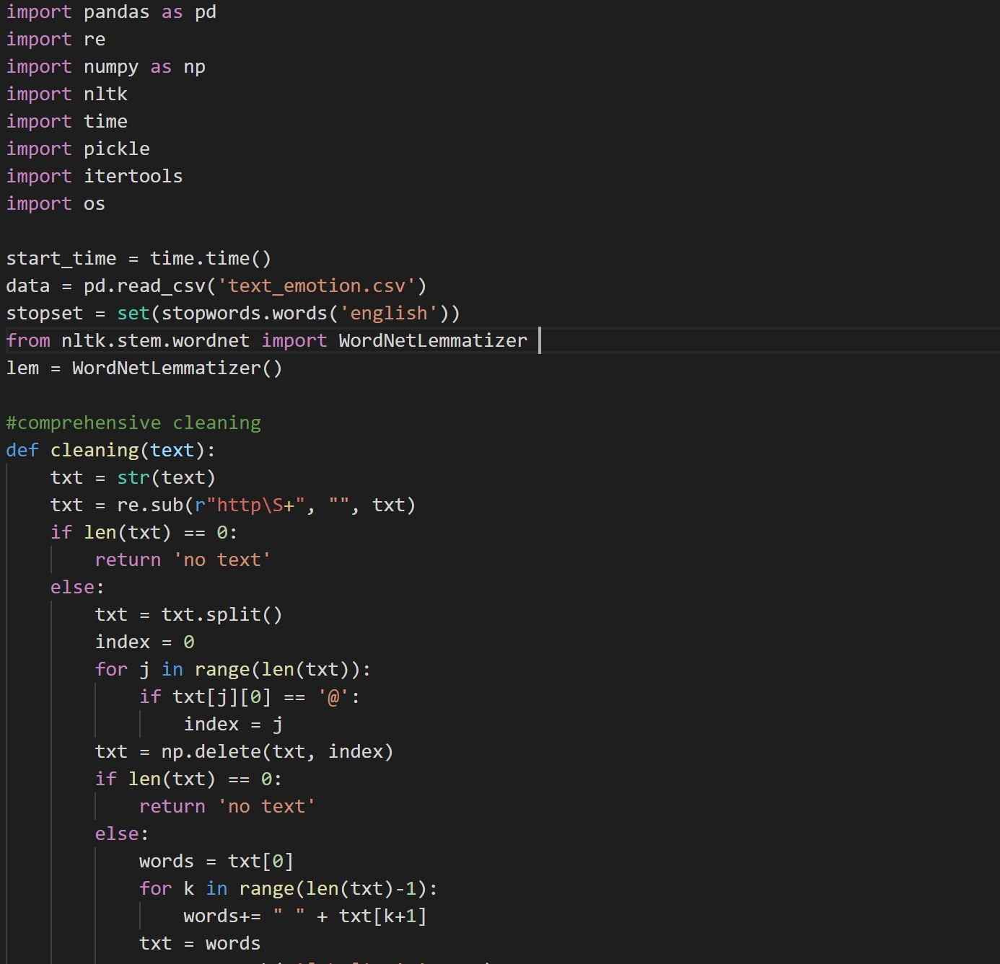 import pandas as pd
import re
import numpy as np
import nltk
import time
import pickle
import itertools
import os
start_time = time.time()
data = pd.read_csv('text_emotion.csv')
stopset = set(stopwords.words('english'))
from nltk.stem.wordnet import WordNetLemmatizer
lem = WordNetLemmatizer()
#comprehensive cleaning
def cleaning(text):
    txt = str(text)
    txt = re.sub(r"http\S+", "", txt)
    if len(txt) == 0:
        return 'no text'
    else:
        txt = txt.split()
        index = 0
        for j in range(len(txt)):
            if txt[j][0] == '@':
                index = j
        txt = np.delete(txt, index)
        if len(txt) == 0:
            return 'no text'
        else:
            words = txt[0]
            for k in range(len(txt)-1):
                words+= " " + txt[k+1]
            txt = words